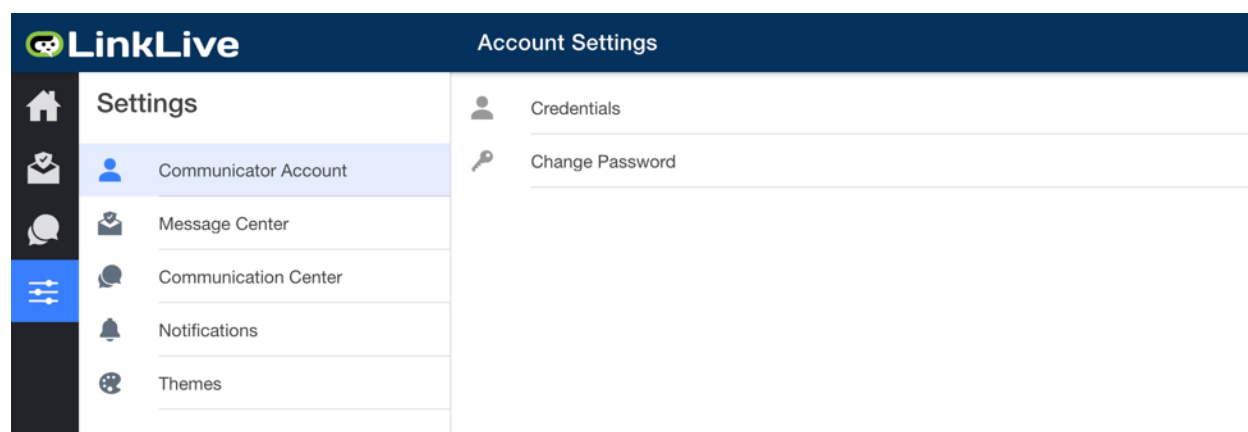 LinkLive
Account Settings
Settings
Communicator Account
Message Center
Communication Center
Notifications
Themes
Credentials
Change Password